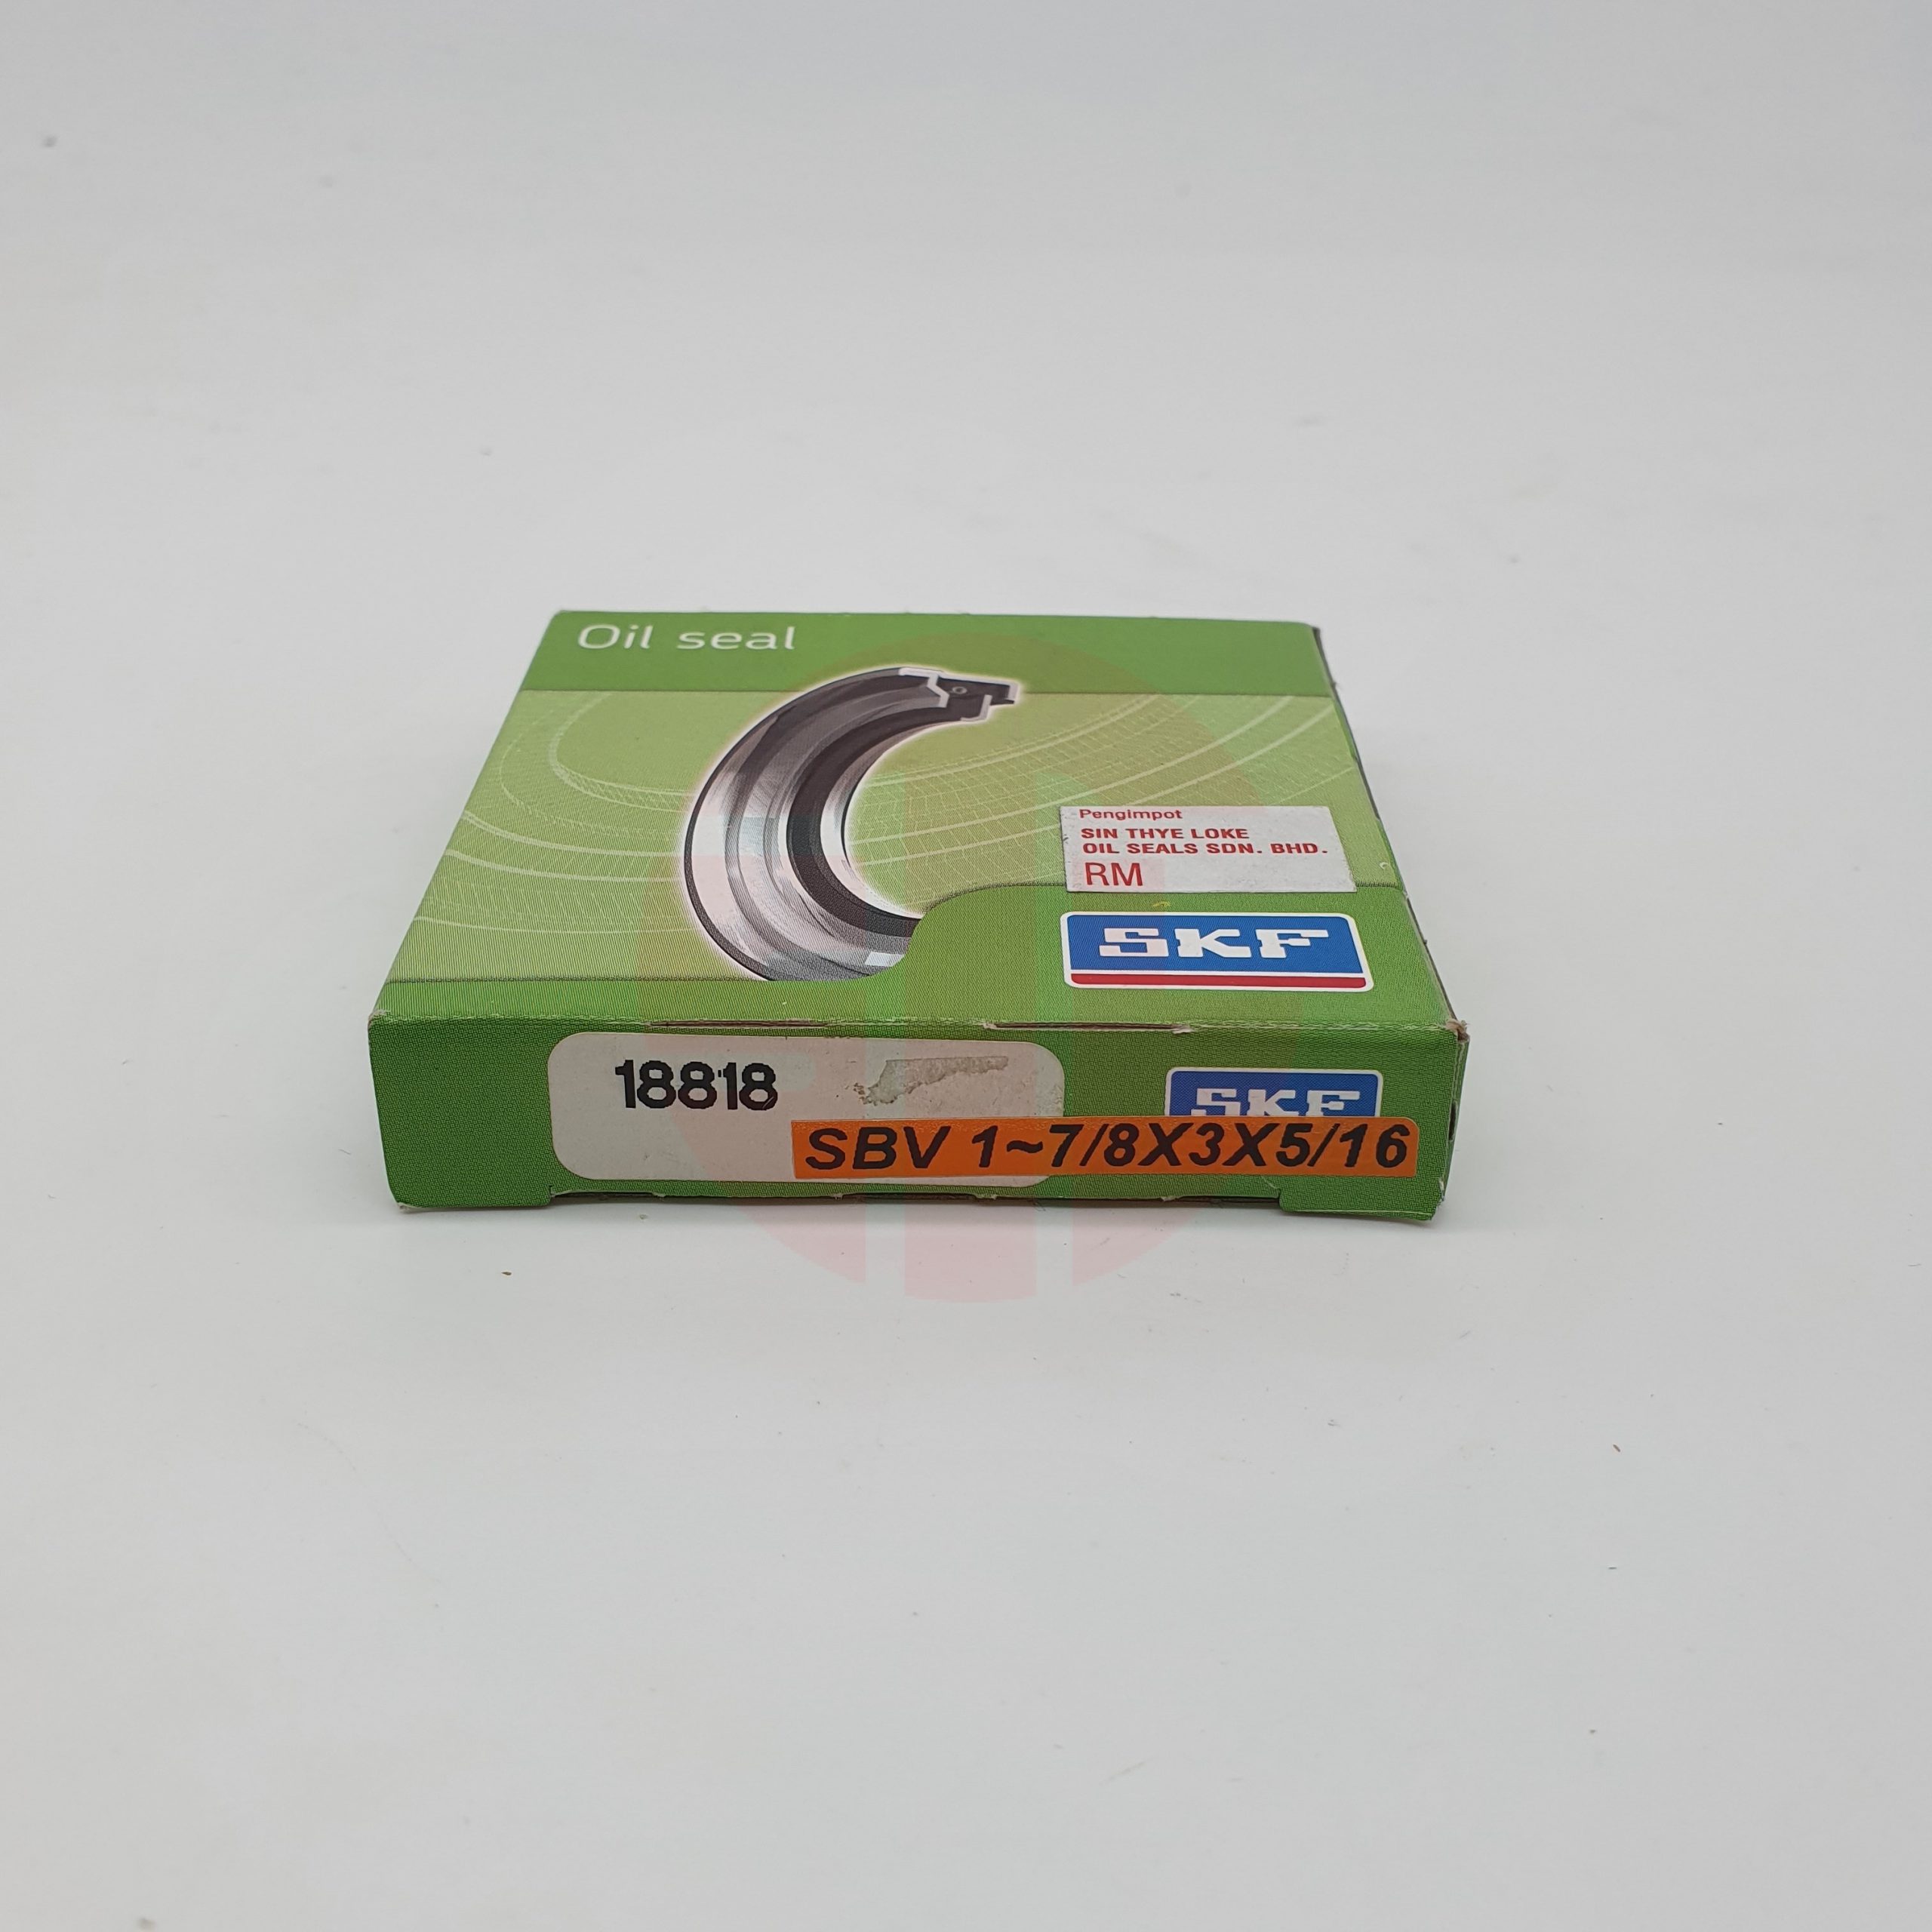 Oil seal
Pengimpot
SIN THYE LOKE
OIL SEALS SDN. BHD.
RM
SKF
18818
SKF
SBV 1~7/8X3X5/16